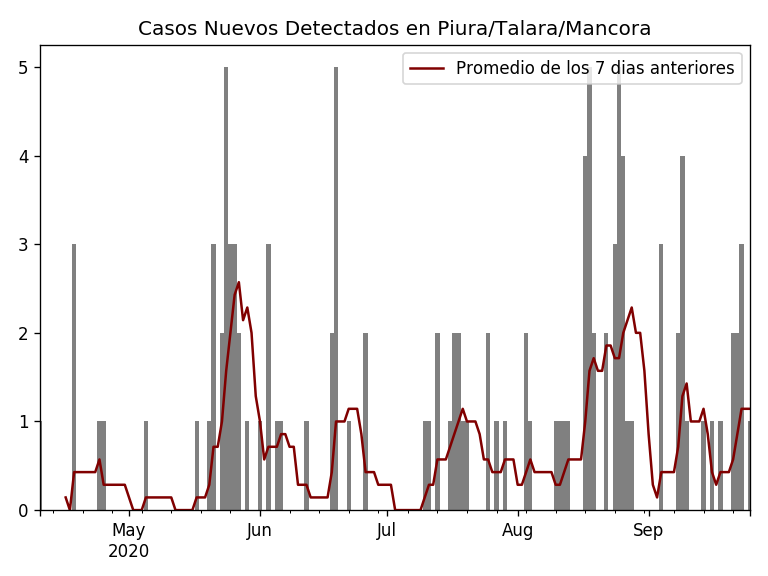 Casos Nuevos Detectados en Piura/Talara/Mancora
Promedio de los 7 dias anteriores
5
4
3
2
1
0
May Jun Jul Aug Sep
2020